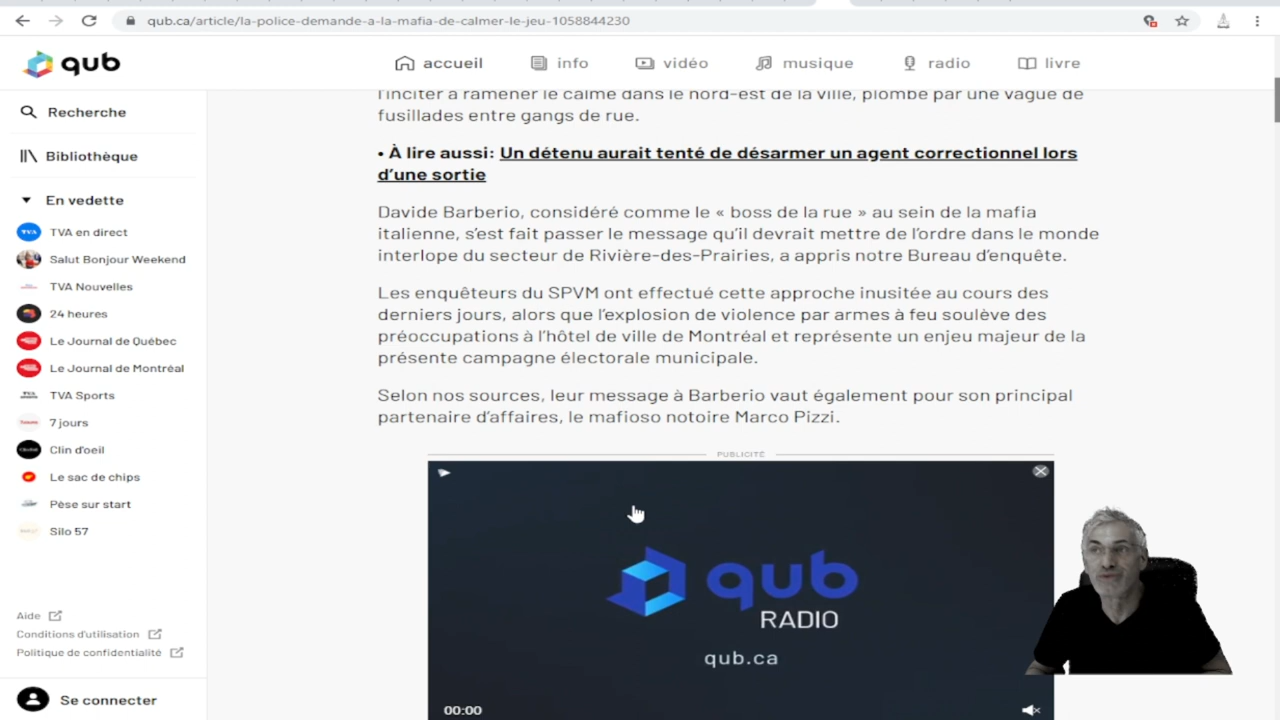 qub.ca/article/la-police-demande-a-la-mafia-de-calmer-le-jeu-1058844230
qub
accueil
info
vidéo
musique
radio
livre
Recherche
Bibliothèque
En vedette
TVA en direct
Salut Bonjour Weekend
TVA Nouvelles
24 heures
Le Journal de Québec
Le Journal de Montréal
TVA Sports
7 jours
Clin d'oeil
Le sac de chips
Pèse sur start
Silo 57
Aide
Conditions d'utilisation
Politique de confidentialité
Se connecter
l'inciter à ramener le calme dans le nord-est de la ville, plombé par une vague de
fusillades entre gangs de rue.
• À lire aussi: Un détenu aurait tenté de désarmer un agent correctionnel lors
d'une sortie
Davide Barberio, considéré comme le « boss de la rue » au sein de la mafia
italienne, s'est fait passer le message qu'il devrait mettre de l'ordre dans le monde
interlope du secteur de Rivière-des-Prairies, a appris notre Bureau d'enquête.
Les enquêteurs du SPVM ont effectué cette approche inusitée au cours des
derniers jours, alors que l'explosion de violence par armes à feu soulève des
préoccupations à l'hôtel de ville de Montréal et représente un enjeu majeur de la
présente campagne électorale municipale.
Selon nos sources, leur message à Barberio vaut également pour son principal
partenaire d'affaires, le mafioso notoire Marco Pizzi.
PUBLICITÉ
qub
RADIO
qub.ca
00:00